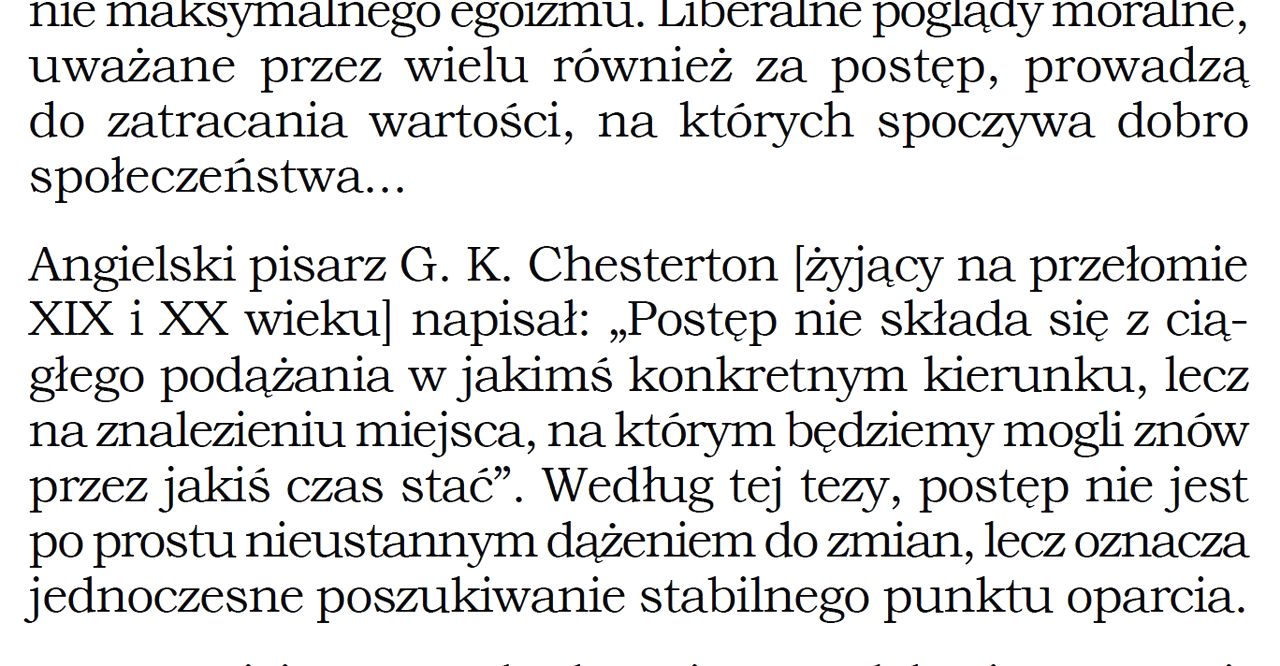 nie maksymalnego egoizmu. Liberalne poglądy moralne,
uważane przez wielu również za postęp, prowadzą
do zatracania wartości, na których spoczywa dobro
społeczeństwa...
Angielski pisarz G. K. Chesterton [żyjący na przełomie
XIX i XX wieku] napisał: „Postęp nie składa się z cią-
głego podążania w jakimś konkretnym kierunku, lecz
na znalezieniu miejsca, na którym będziemy mogli znów
przez jakiś czas stać”. Według tej tezy, postęp nie jest
po prostu nieustannym dążeniem do zmian, lecz oznacza
jednoczesne poszukiwanie stabilnego punktu oparcia.